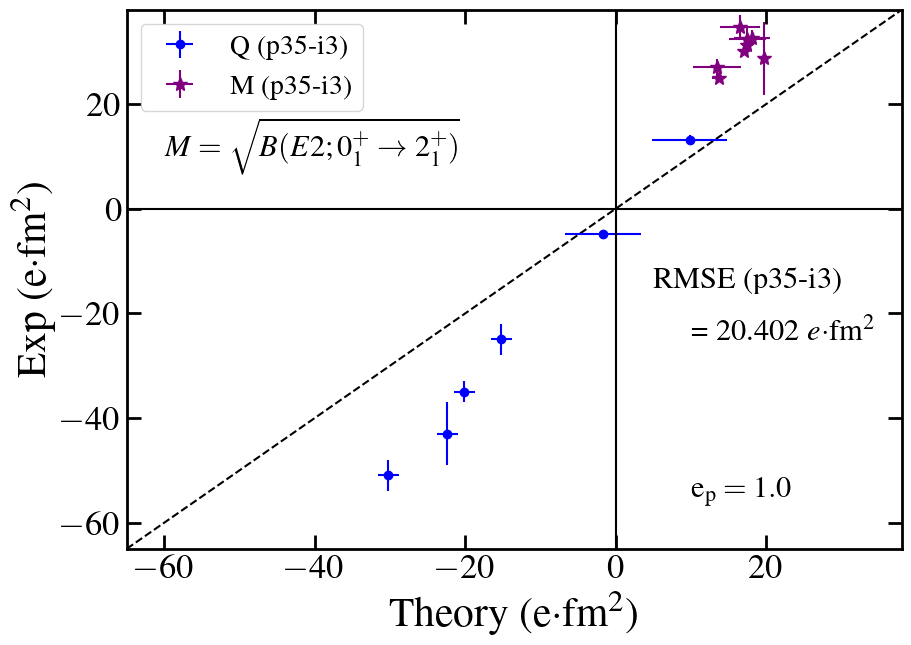 Q (p35-i3)
M (p35-i3)
M = √B(E2; 0₁⁺ → 2₁⁺)
RMSE (p35-i3)
= 20.402 e·fm²
eₚ = 1.0
20
0
−20
−40
−60
−60 −40 −20 0 20
Exp (e·fm²)
Theory (e·fm²)